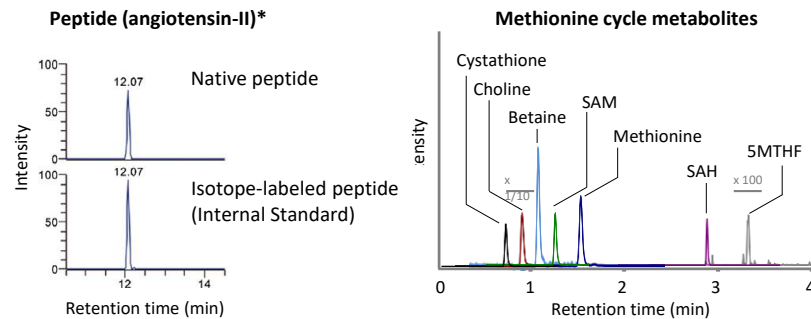 Peptide (angiotensin-II)*
100
12.07
Native peptide
50
0
Intensity
100
12.07
Isotope-labeled peptide
(Internal Standard)
50
0
12
14
Retention time (min)
Methionine cycle metabolites
Cystathione
Choline
Betaine
SAM
Methionine
SAH
5MTHF
x
1/10
x 100
ensity
0
1
2
3
4
Retention time (min)